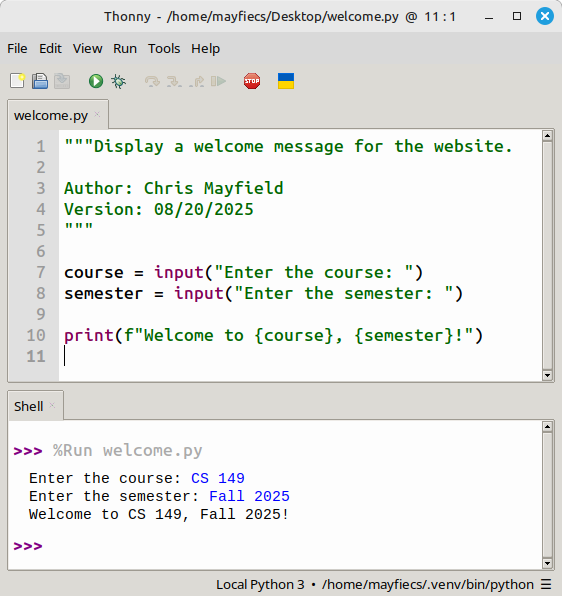 Thonny - /home/mayfiecs/Desktop/welcome.py @ 11:1
File Edit View Run Tools Help
STOP
welcome.py
1 """Display a welcome message for the website.
2
3 Author: Chris Mayfield
4 Version: 08/20/2025
5 """
6
7 course = input("Enter the course: ")
8 semester = input("Enter the semester: ")
9
10 print(f"Welcome to {course}, {semester}!")
11
Shell
>>> %Run welcome.py
Enter the course: CS 149
Enter the semester: Fall 2025
Welcome to CS 149, Fall 2025!
>>>
Local Python 3 • /home/mayfiecs/.venv/bin/python ☰